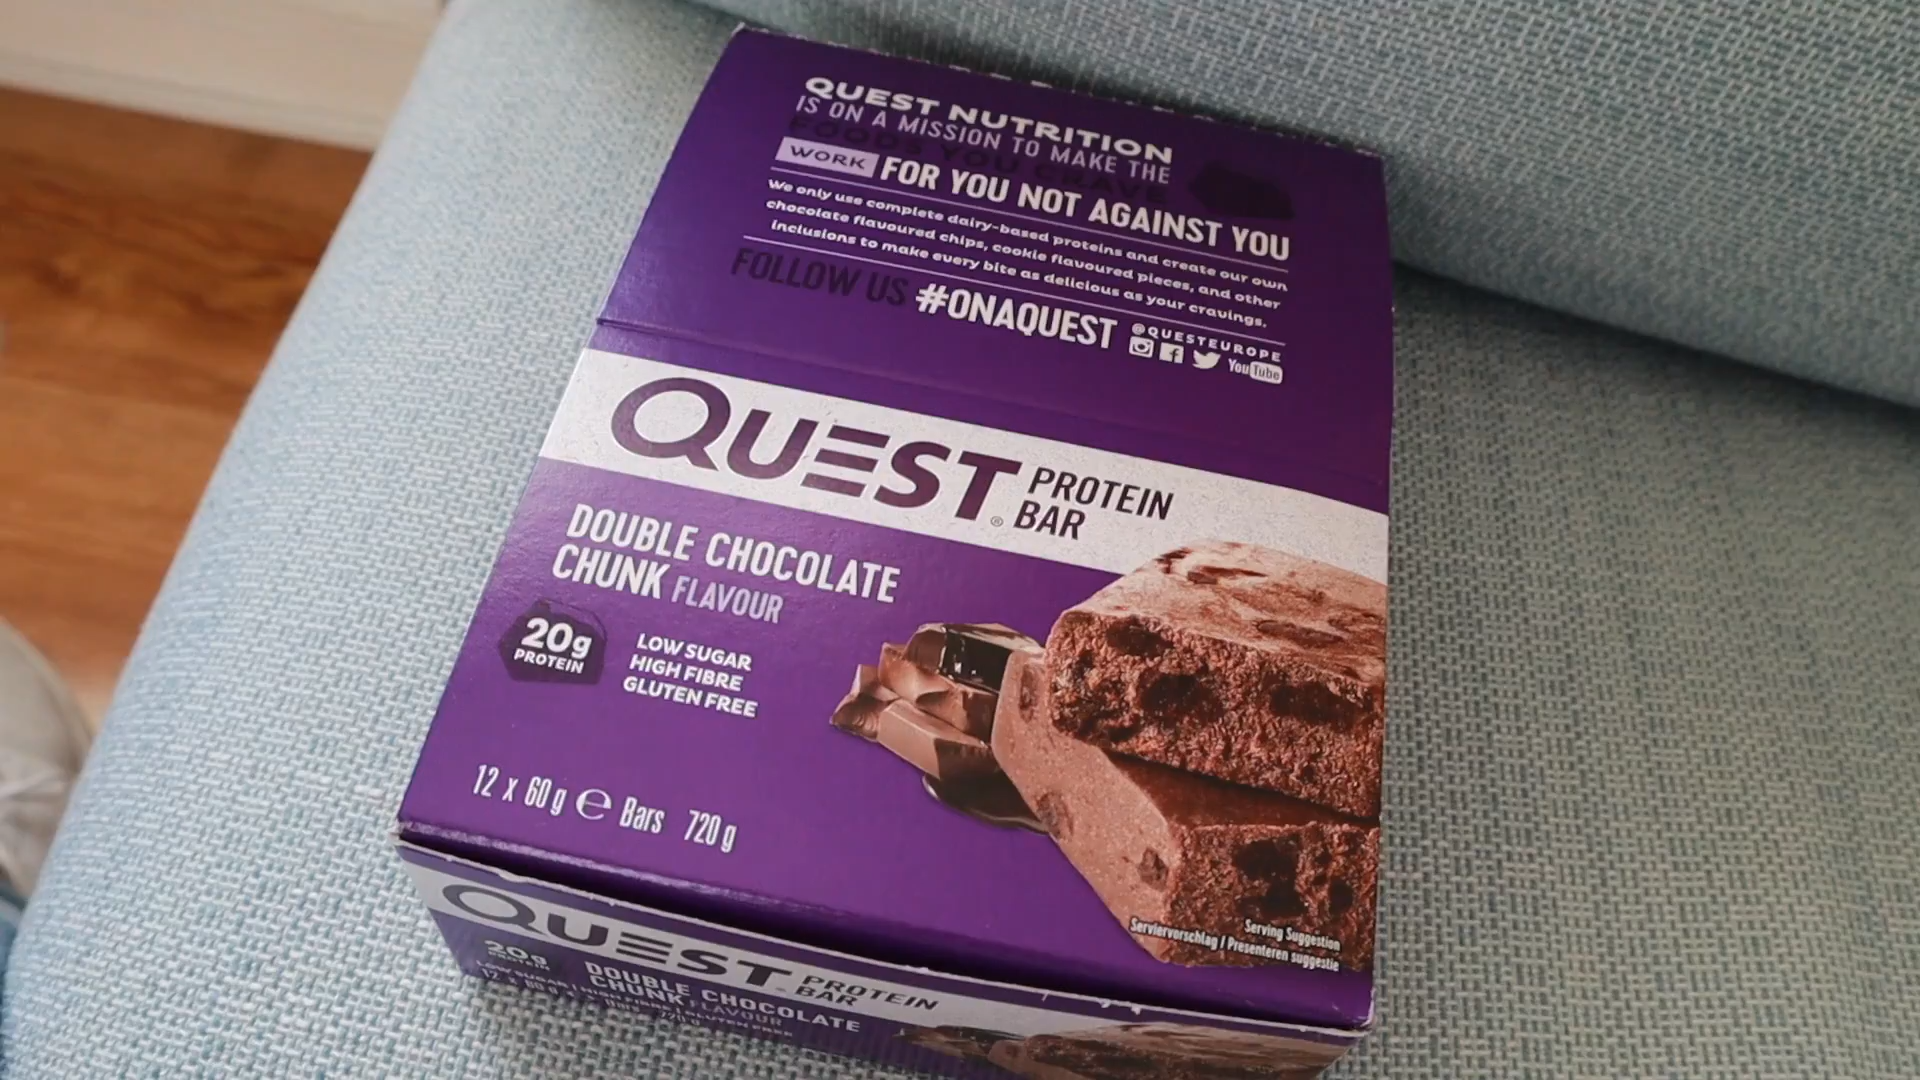 QUEST NUTRITION
IS ON A MISSION TO MAKE THE
FOODS YOU CRAVE
WORK FOR YOU NOT AGAINST YOU
We only use complete dairy-based proteins and create our own
chocolate flavoured chips, cookie flavoured pieces, and other
inclusions to make every bite as delicious as your cravings.
FOLLOW US #ONAQUEST @QUESTEUROPE
YouTube
QUEST® PROTEIN
BAR
DOUBLE CHOCOLATE
CHUNK FLAVOUR
20g
PROTEIN
LOW SUGAR
HIGH FIBRE
GLUTEN FREE
12 x 60 g e Bars 720 g
Serving Suggestion
Serviervorschlag / Presenteren suggestie
QUEST PROTEIN
BAR
20g
PROTEIN
DOUBLE CHOCOLATE
CHUNK FLAVOUR